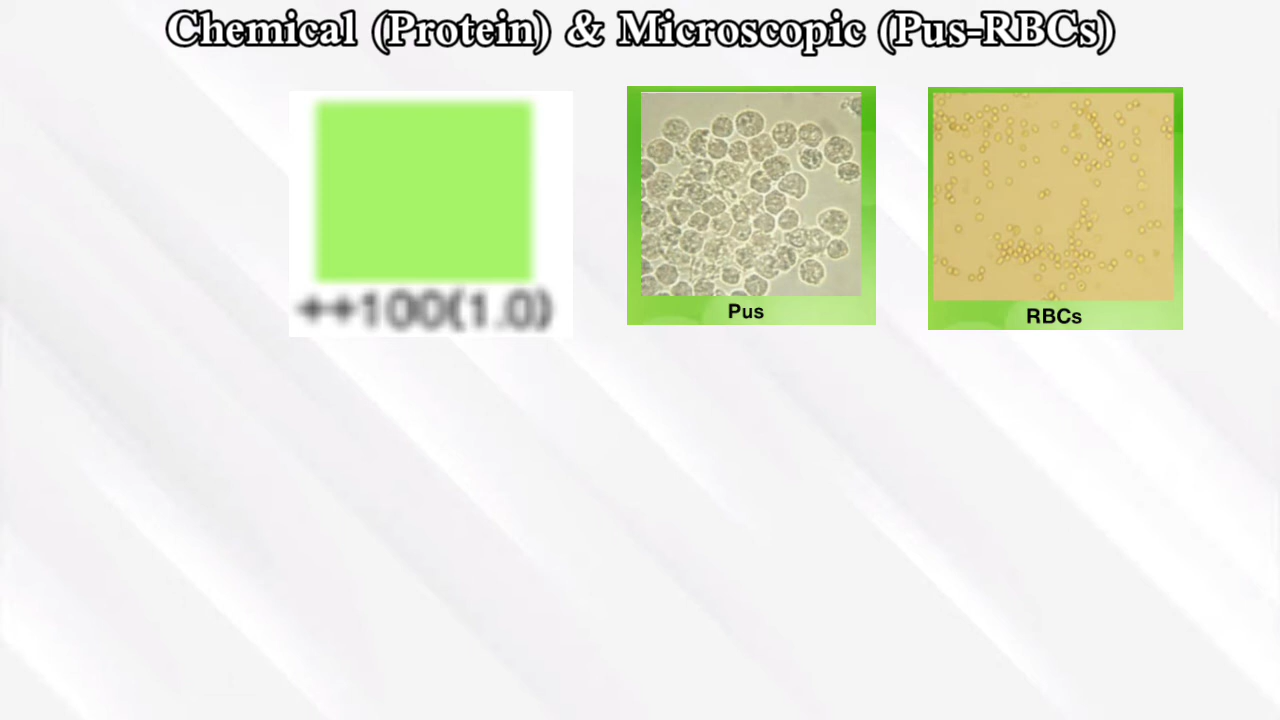 Chemical (Protein) & Microscopic (Pus-RBCs)
++100(1.0)
Pus
RBCs